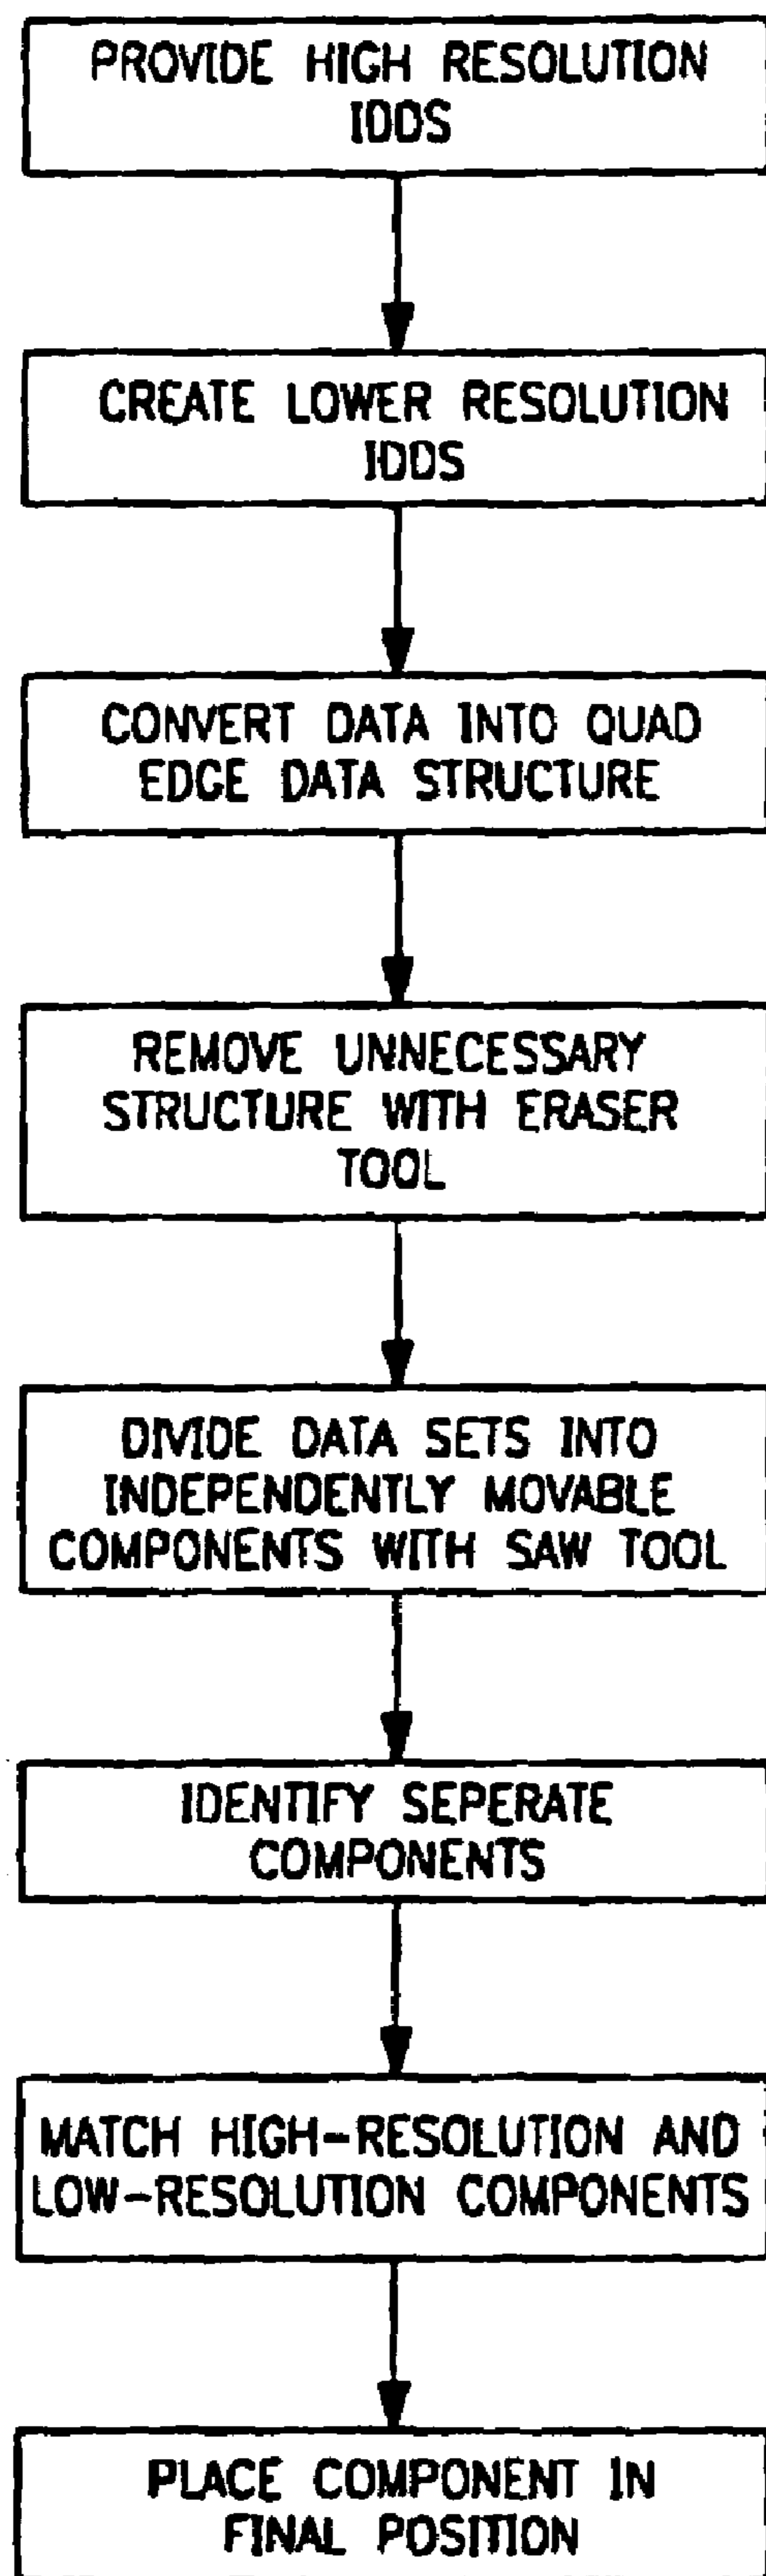 PROVIDE HIGH RESOLUTION
IDDS
CREATE LOWER RESOLUTION
IDDS
CONVERT DATA INTO QUAD
EDGE DATA STRUCTURE
REMOVE UNNECESSARY
STRUCTURE WITH ERASER
TOOL
DIVIDE DATA SETS INTO
INDEPENDENTLY MOVABLE
COMPONENTS WITH SAW TOOL
IDENTIFY SEPERATE
COMPONENTS
MATCH HIGH-RESOLUTION AND
LOW-RESOLUTION COMPONENTS
PLACE COMPONENT IN
FINAL POSITION